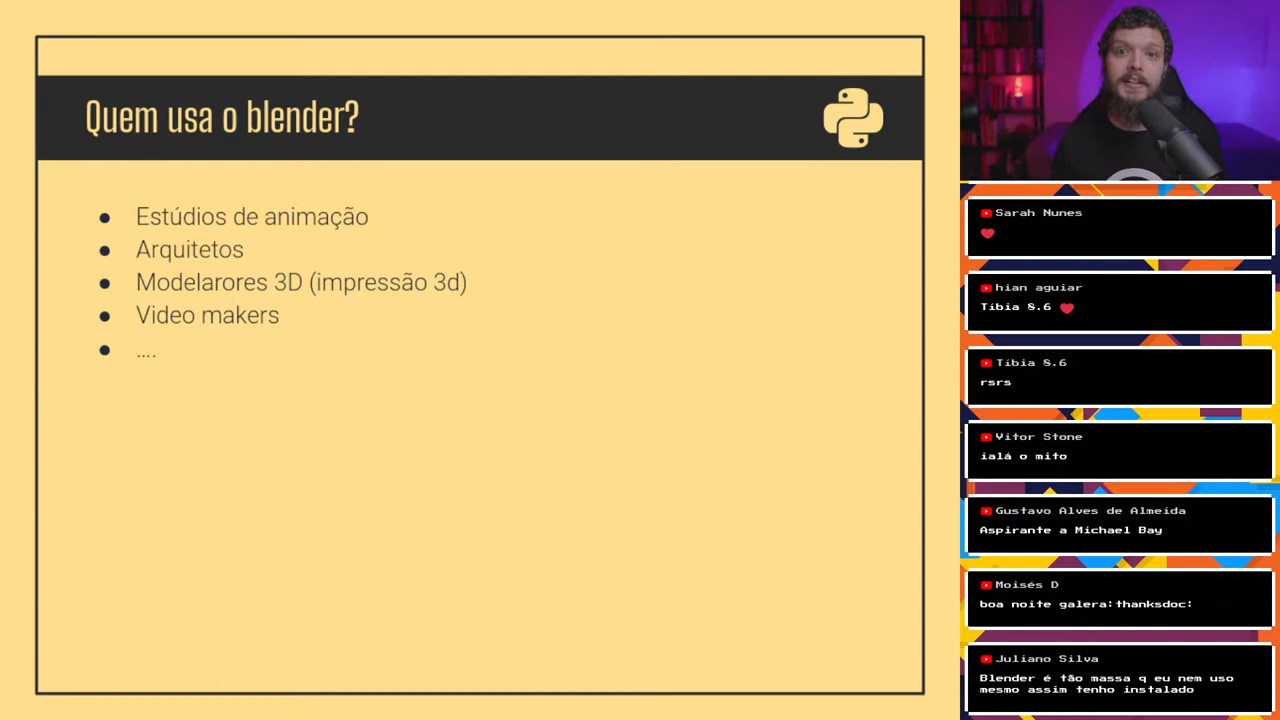 Quem usa o blender?
● Estúdios de animação
● Arquitetos
● Modelarores 3D (impressão 3d)
● Video makers
● ....
Sarah Nunes
❤
hian aguiar
Tíbia 8.6 ❤
Tíbia 8.6
rsrs
Vitor Stone
ialá o mito
Gustavo Alves de Almeida
Aspirante a Michael Bay
Moisés D
boa noite galera:thanksdoc:
Juliano Silva
Blender é tão massa q eu nem uso
mesmo assim tenho instalado